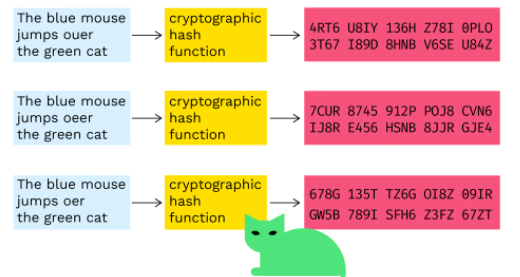 The blue mouse
jumps ouer
the green cat
cryptographic
hash
function
4RT6 U8IY 136H Z78I 0PLO
3T67 I89D 8HNB V6SE U84Z
The blue mouse
jumps oeer
the green cat
cryptographic
hash
function
7CUR 8745 912P POJ8 CVN6
IJ8R E456 HSNB 8JJR GJE4
The blue mouse
jumps oer
the green cat
cryptographic
hash
function
678G 135T TZ6G OI8Z 09IR
GW5B 789I SFH6 Z3FZ 67ZT